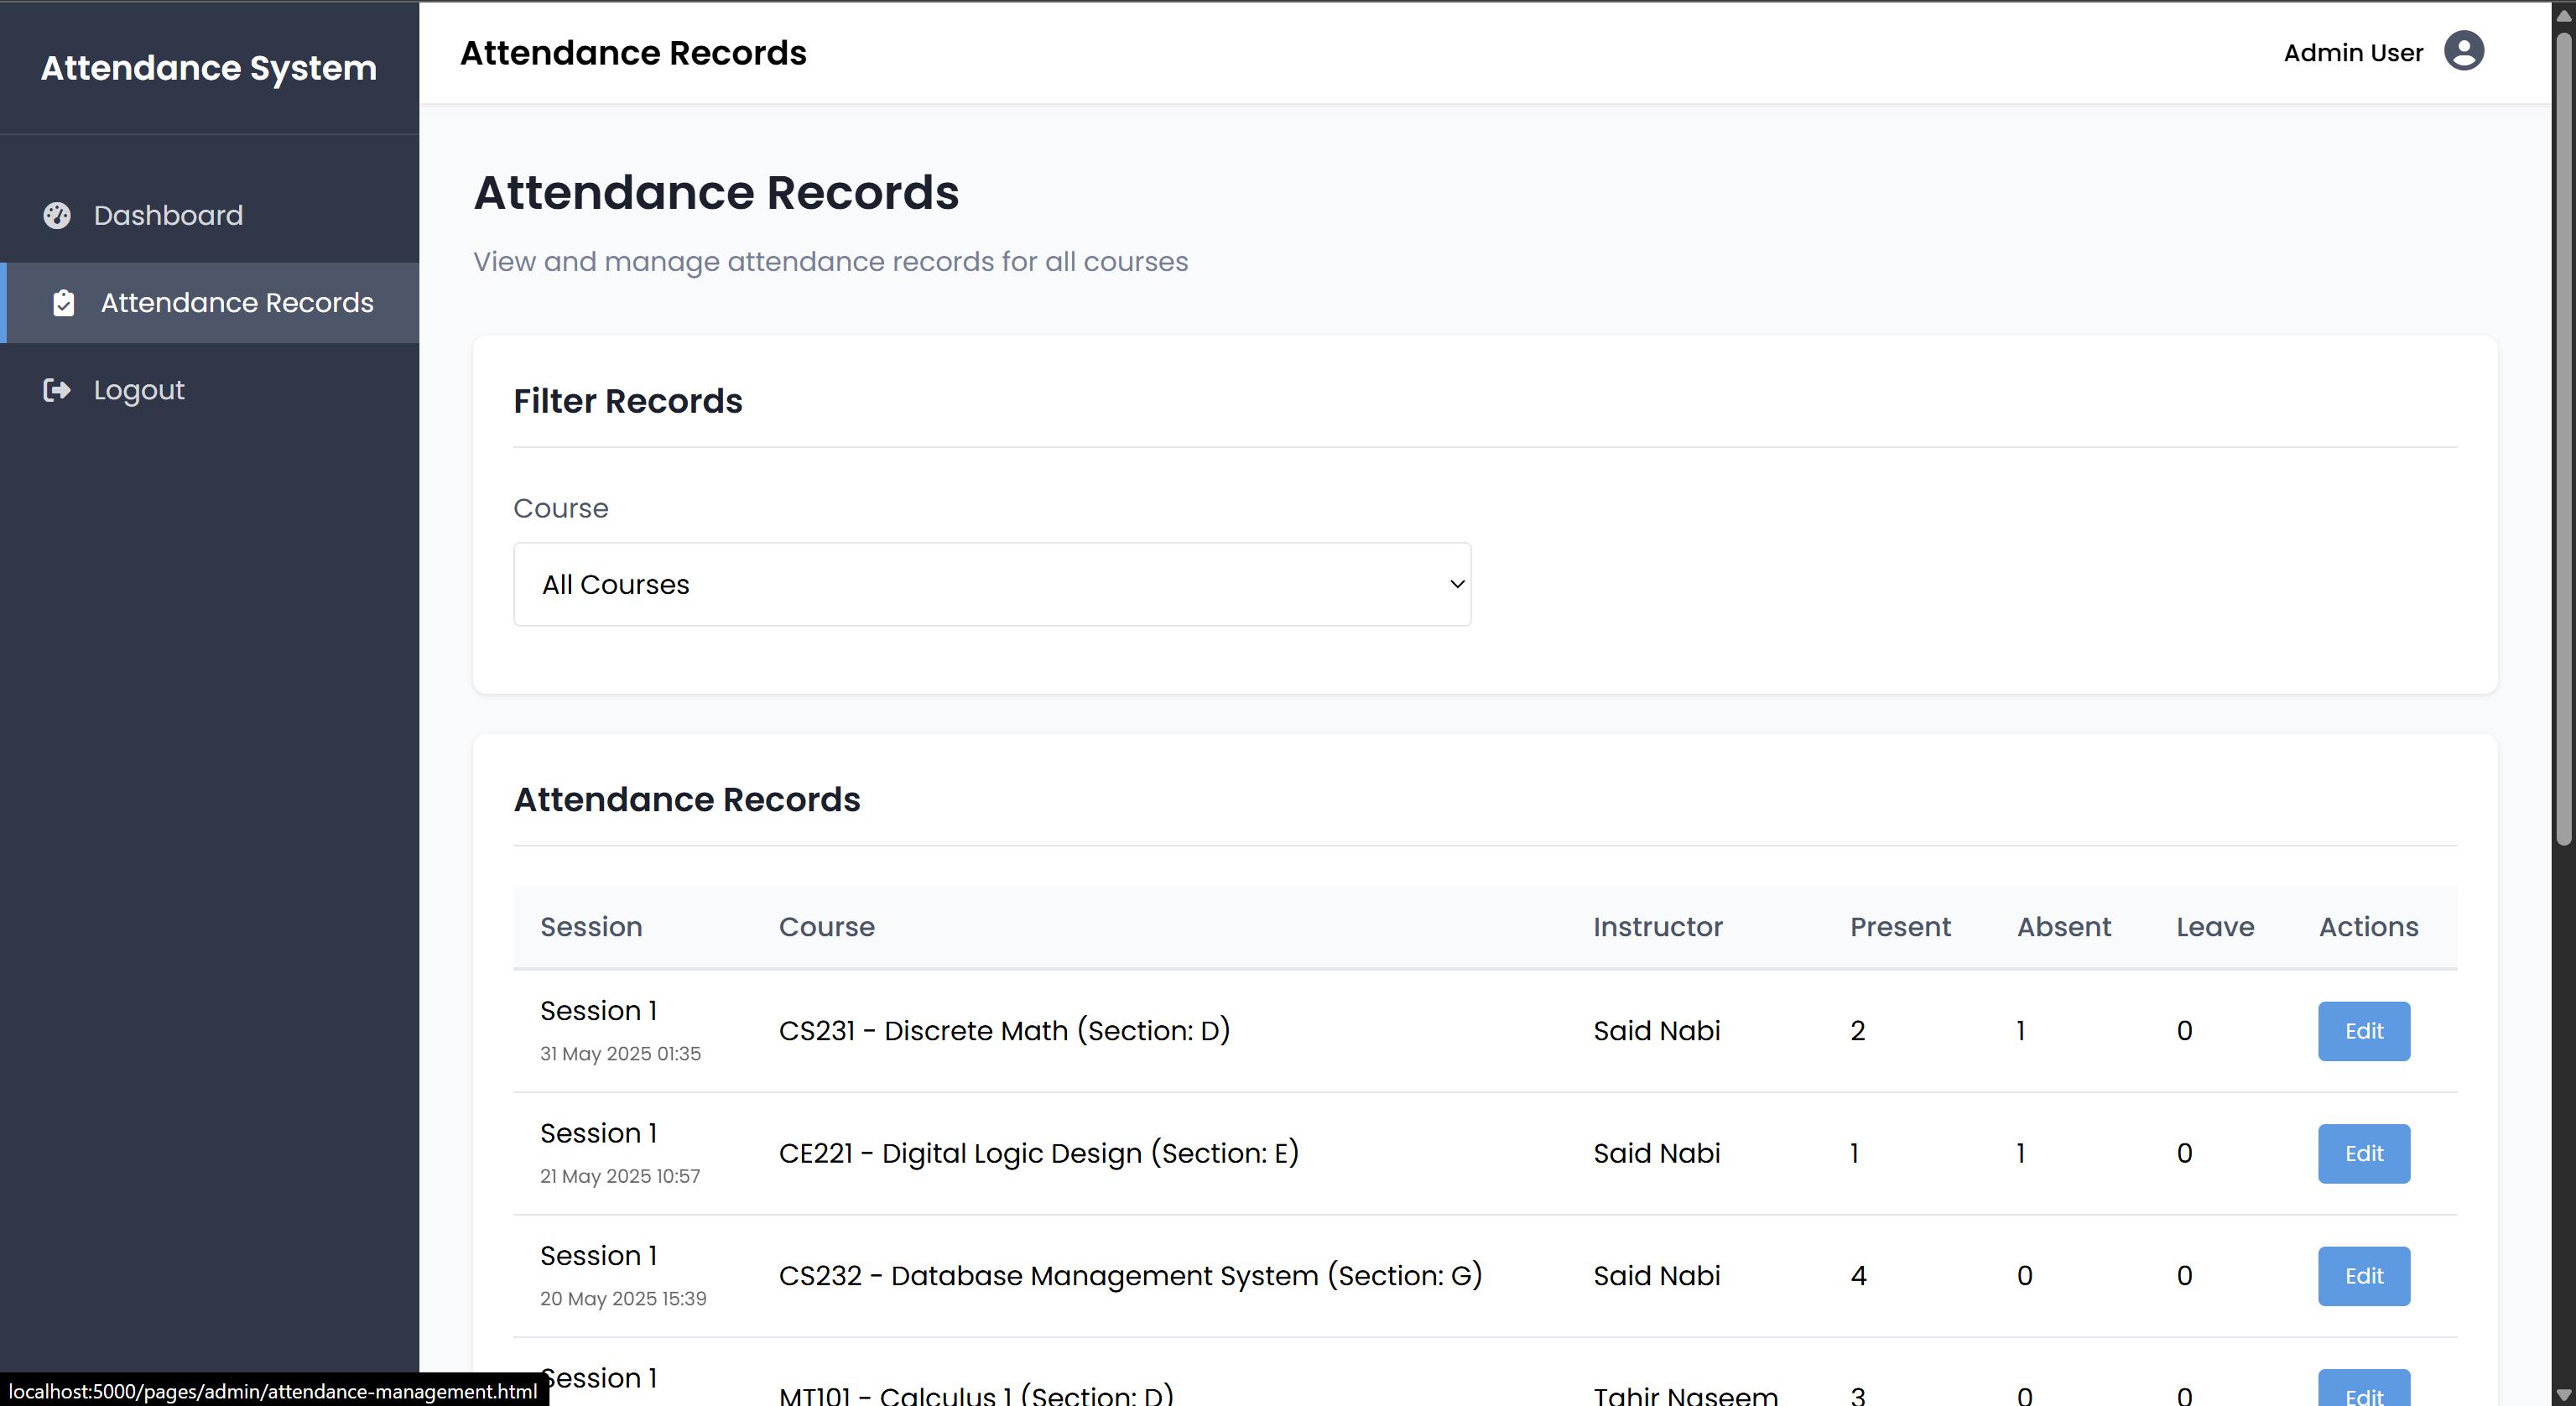 Attendance System
Dashboard
Attendance Records
Logout
Attendance Records
Admin User
Attendance Records
View and manage attendance records for all courses
Filter Records
Course
All Courses
Attendance Records
Session Course Instructor Present Absent Leave Actions
Session 1
31 May 2025 01:35
CS231 - Discrete Math (Section: D) Said Nabi 2 1 0 Edit
Session 1
21 May 2025 10:57
CE221 - Digital Logic Design (Section: E) Said Nabi 1 1 0 Edit
Session 1
20 May 2025 15:39
CS232 - Database Management System (Section: G) Said Nabi 4 0 0 Edit
Session 1
MT101 - Calculus 1 (Section: D) Tahir Naseem 3 0 0 Edit
localhost:5000/pages/admin/attendance-management.html